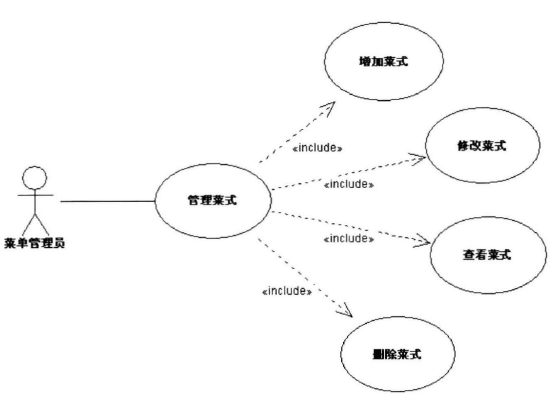 增加菜式
«include»
修改菜式
«include»
管理菜式
菜单管理员
«include»
查看菜式
«include»
删除菜式